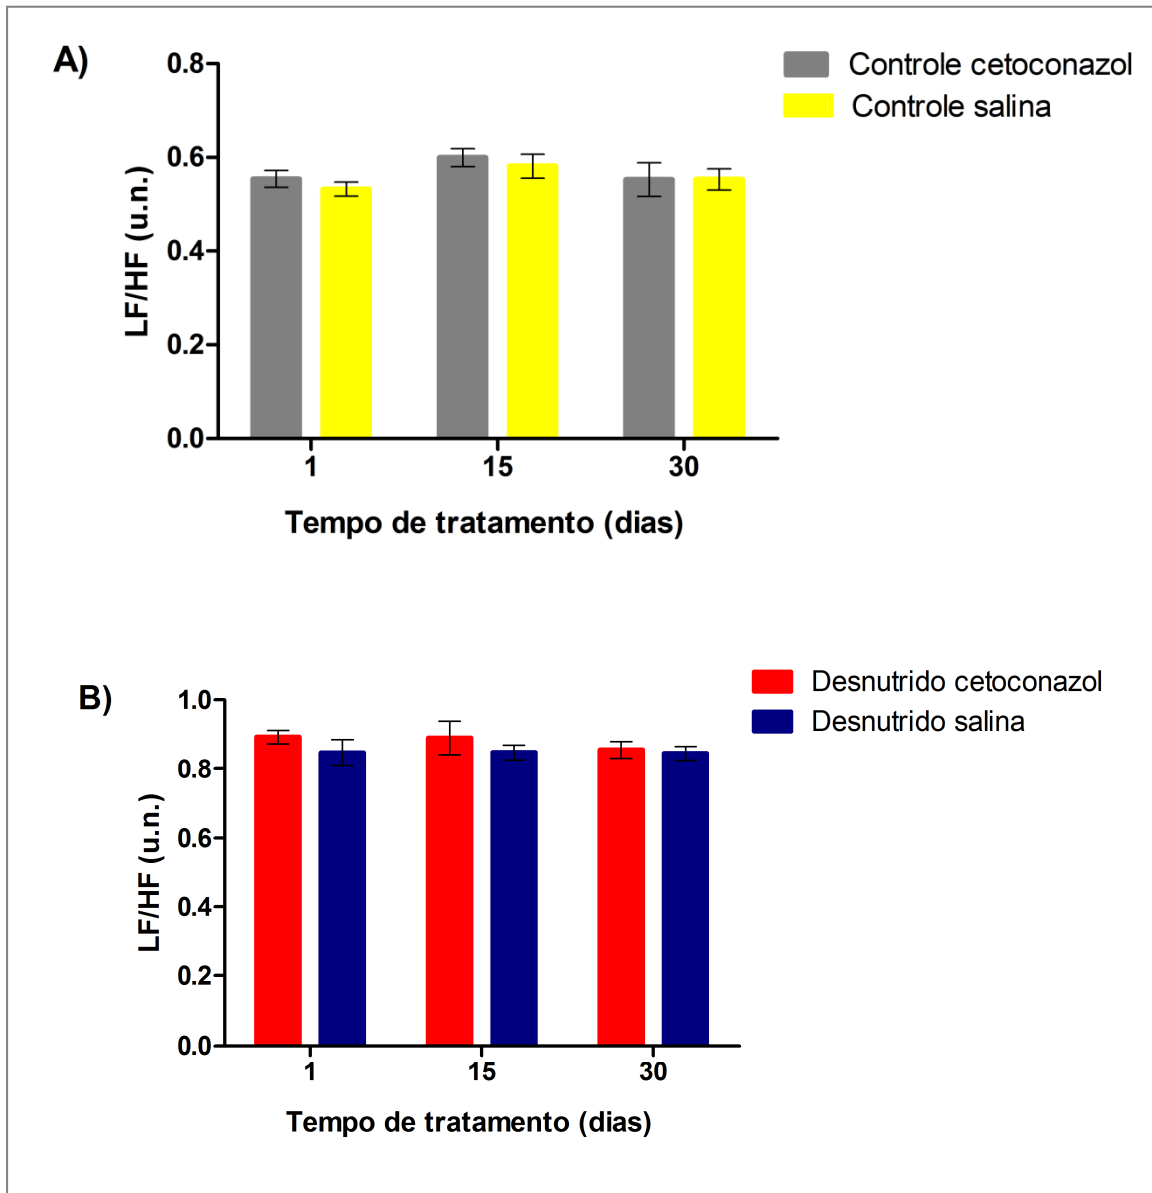 A)
Controle cetoconazol
Controle salina
LF/HF (u.n.)
0.8
0.6
0.4
0.2
0.0
1 15 30
Tempo de tratamento (dias)
B)
Desnutrido cetoconazol
Desnutrido salina
LF/HF (u.n.)
1.0
0.8
0.6
0.4
0.2
0.0
1 15 30
Tempo de tratamento (dias)